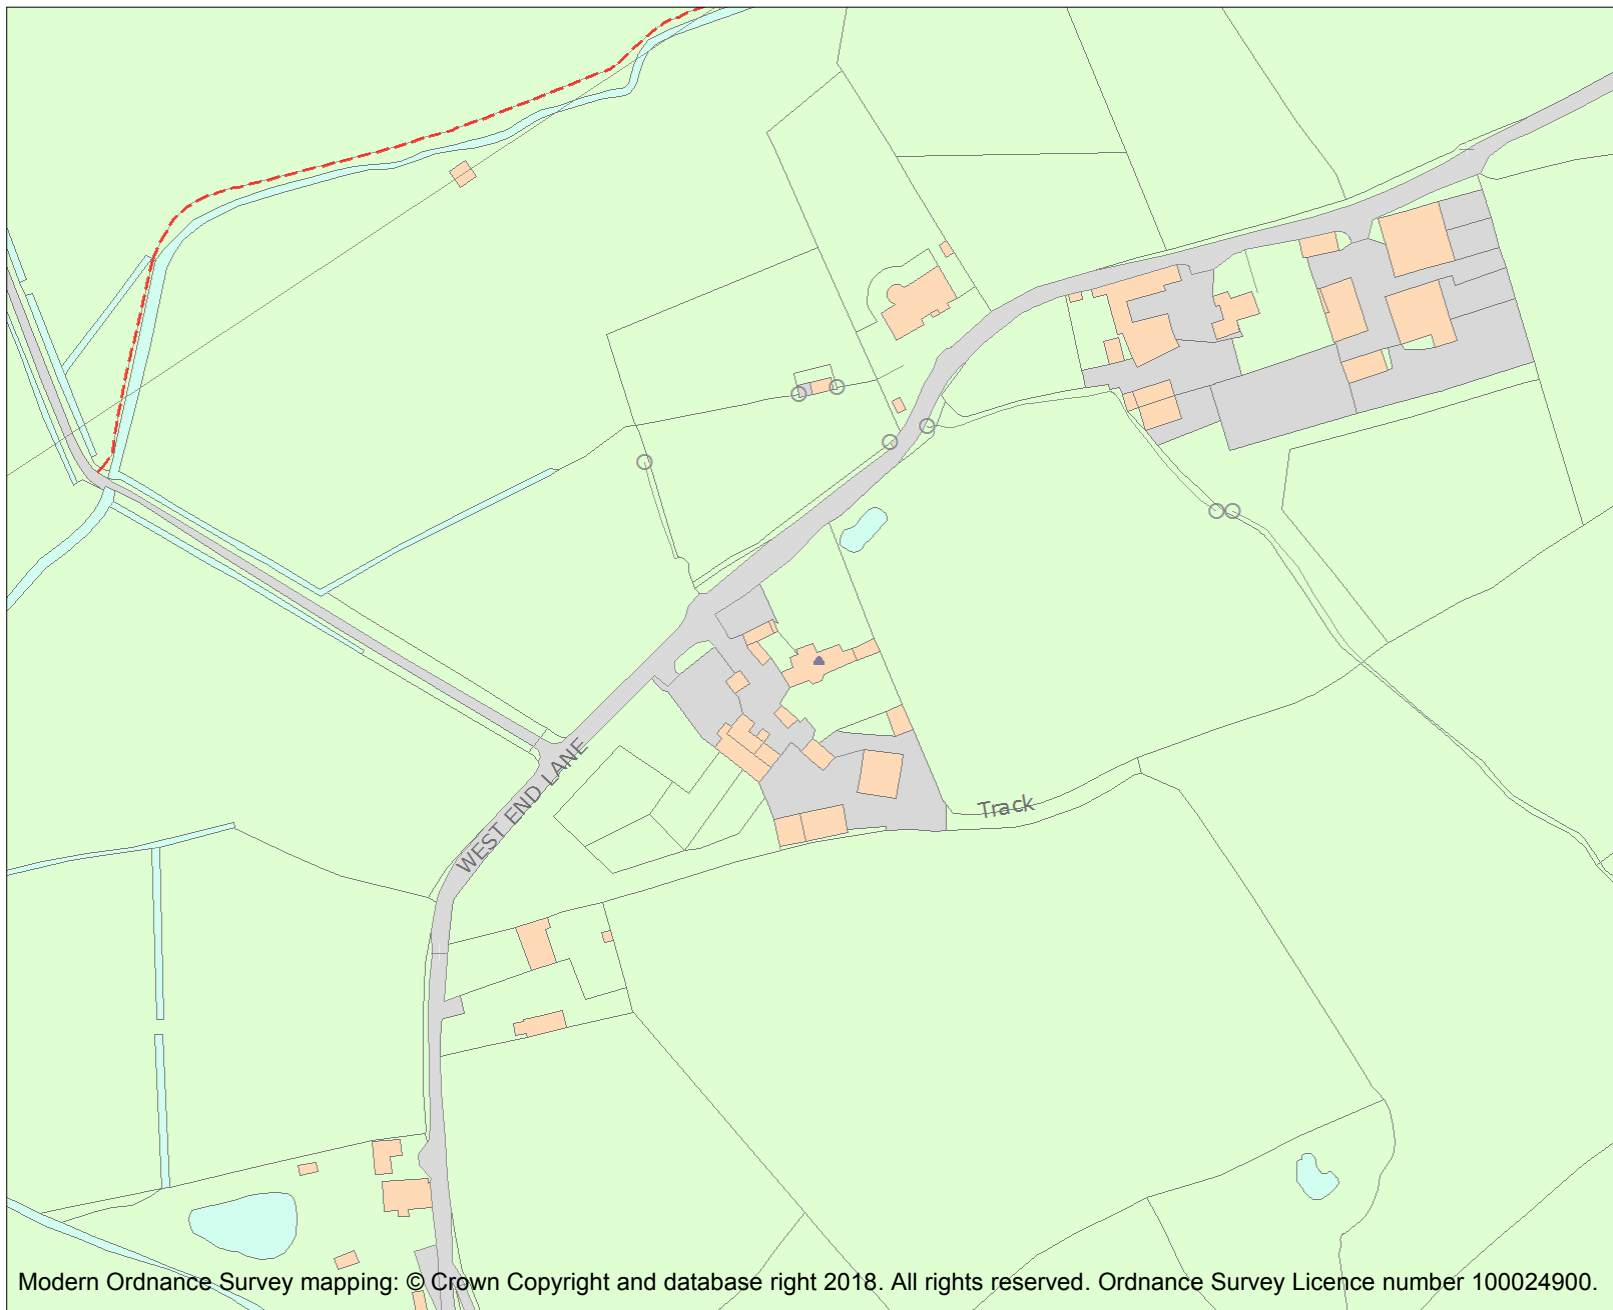 WEST END LANE
Track
Modern Ordnance Survey mapping: © Crown Copyright and database right 2018. All rights reserved. Ordnance Survey Licence number 100024900.